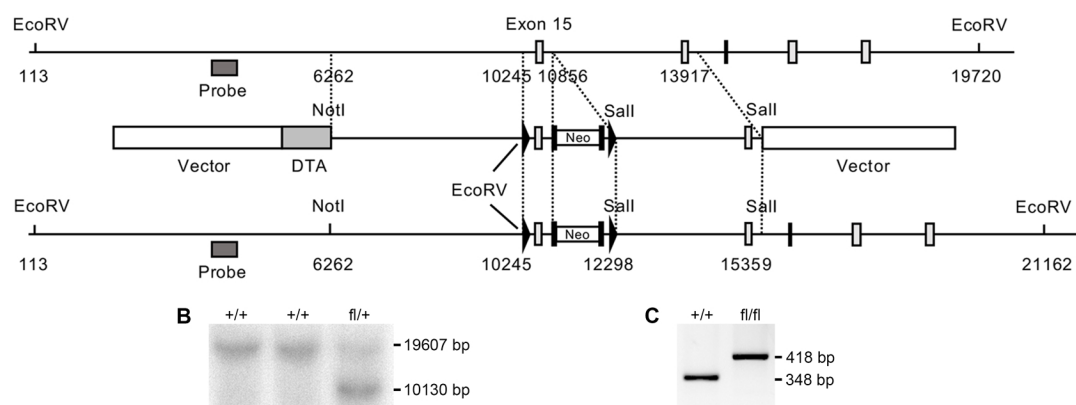 EcoRV Exon 15 EcoRV
113 6262 10245 10856 13917 19720
Probe
NotI SalI SalI
Neo
Vector DTA Vector
EcoRV
EcoRV NotI SalI SalI EcoRV
Neo
113 6262 10245 12298 15359 21162
Probe
B +/+ +/+ fl/+
19607 bp
10130 bp
C +/+ fl/fl
418 bp
348 bp